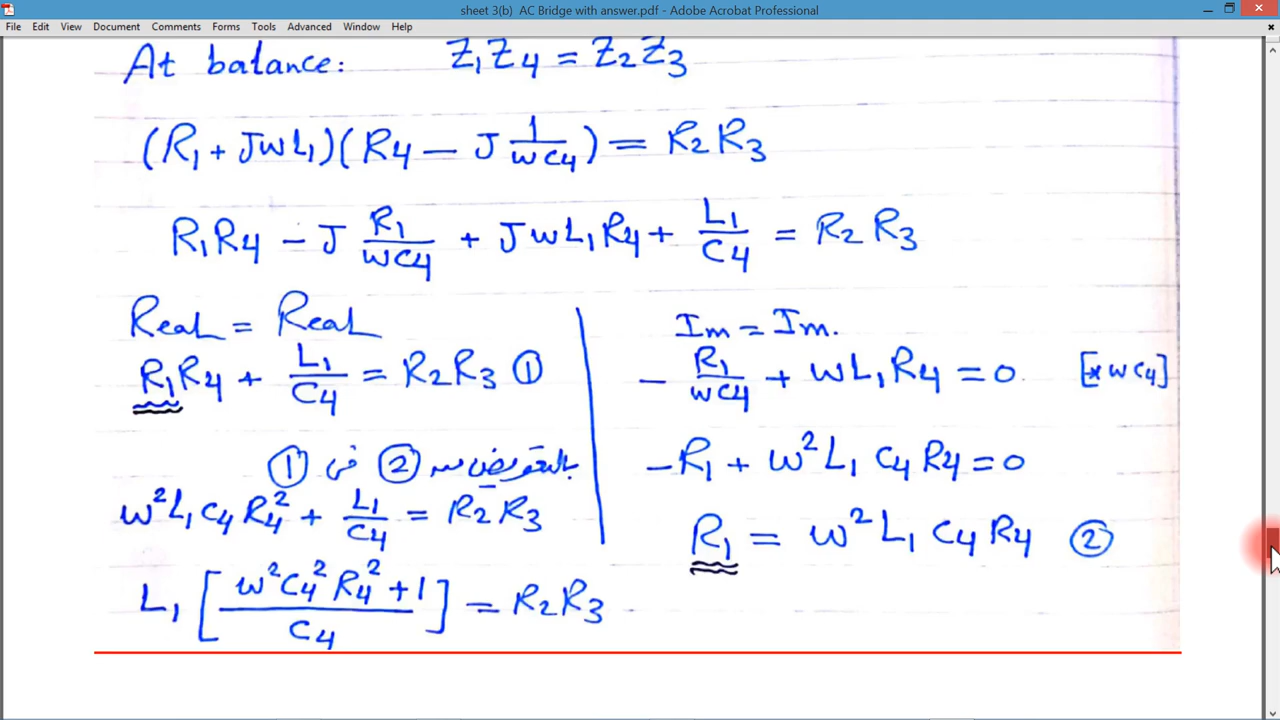 sheet 3(b) AC Bridge with answer.pdf - Adobe Acrobat Professional
File Edit View Document Comments Forms Tools Advanced Window Help
At balance: Z₁Z₄ = Z₂Z₃
(R₁ + JwL₁)(R₄ − J 1/wC₄) = R₂R₃
R₁R₄ − J R₁/wC₄ + JwL₁R₄ + L₁/C₄ = R₂R₃
Real = Real
R₁R₄ + L₁/C₄ = R₂R₃ ①
بالتعويض من ② فى ①
w²L₁C₄R₄² + L₁/C₄ = R₂R₃
L₁ [ (w²C₄²R₄² + 1)/C₄ ] = R₂R₃
Im = Im.
− R₁/wC₄ + wL₁R₄ = 0. [× wC₄]
−R₁ + w²L₁C₄R₄ = 0
R₁ = w²L₁C₄R₄ ②